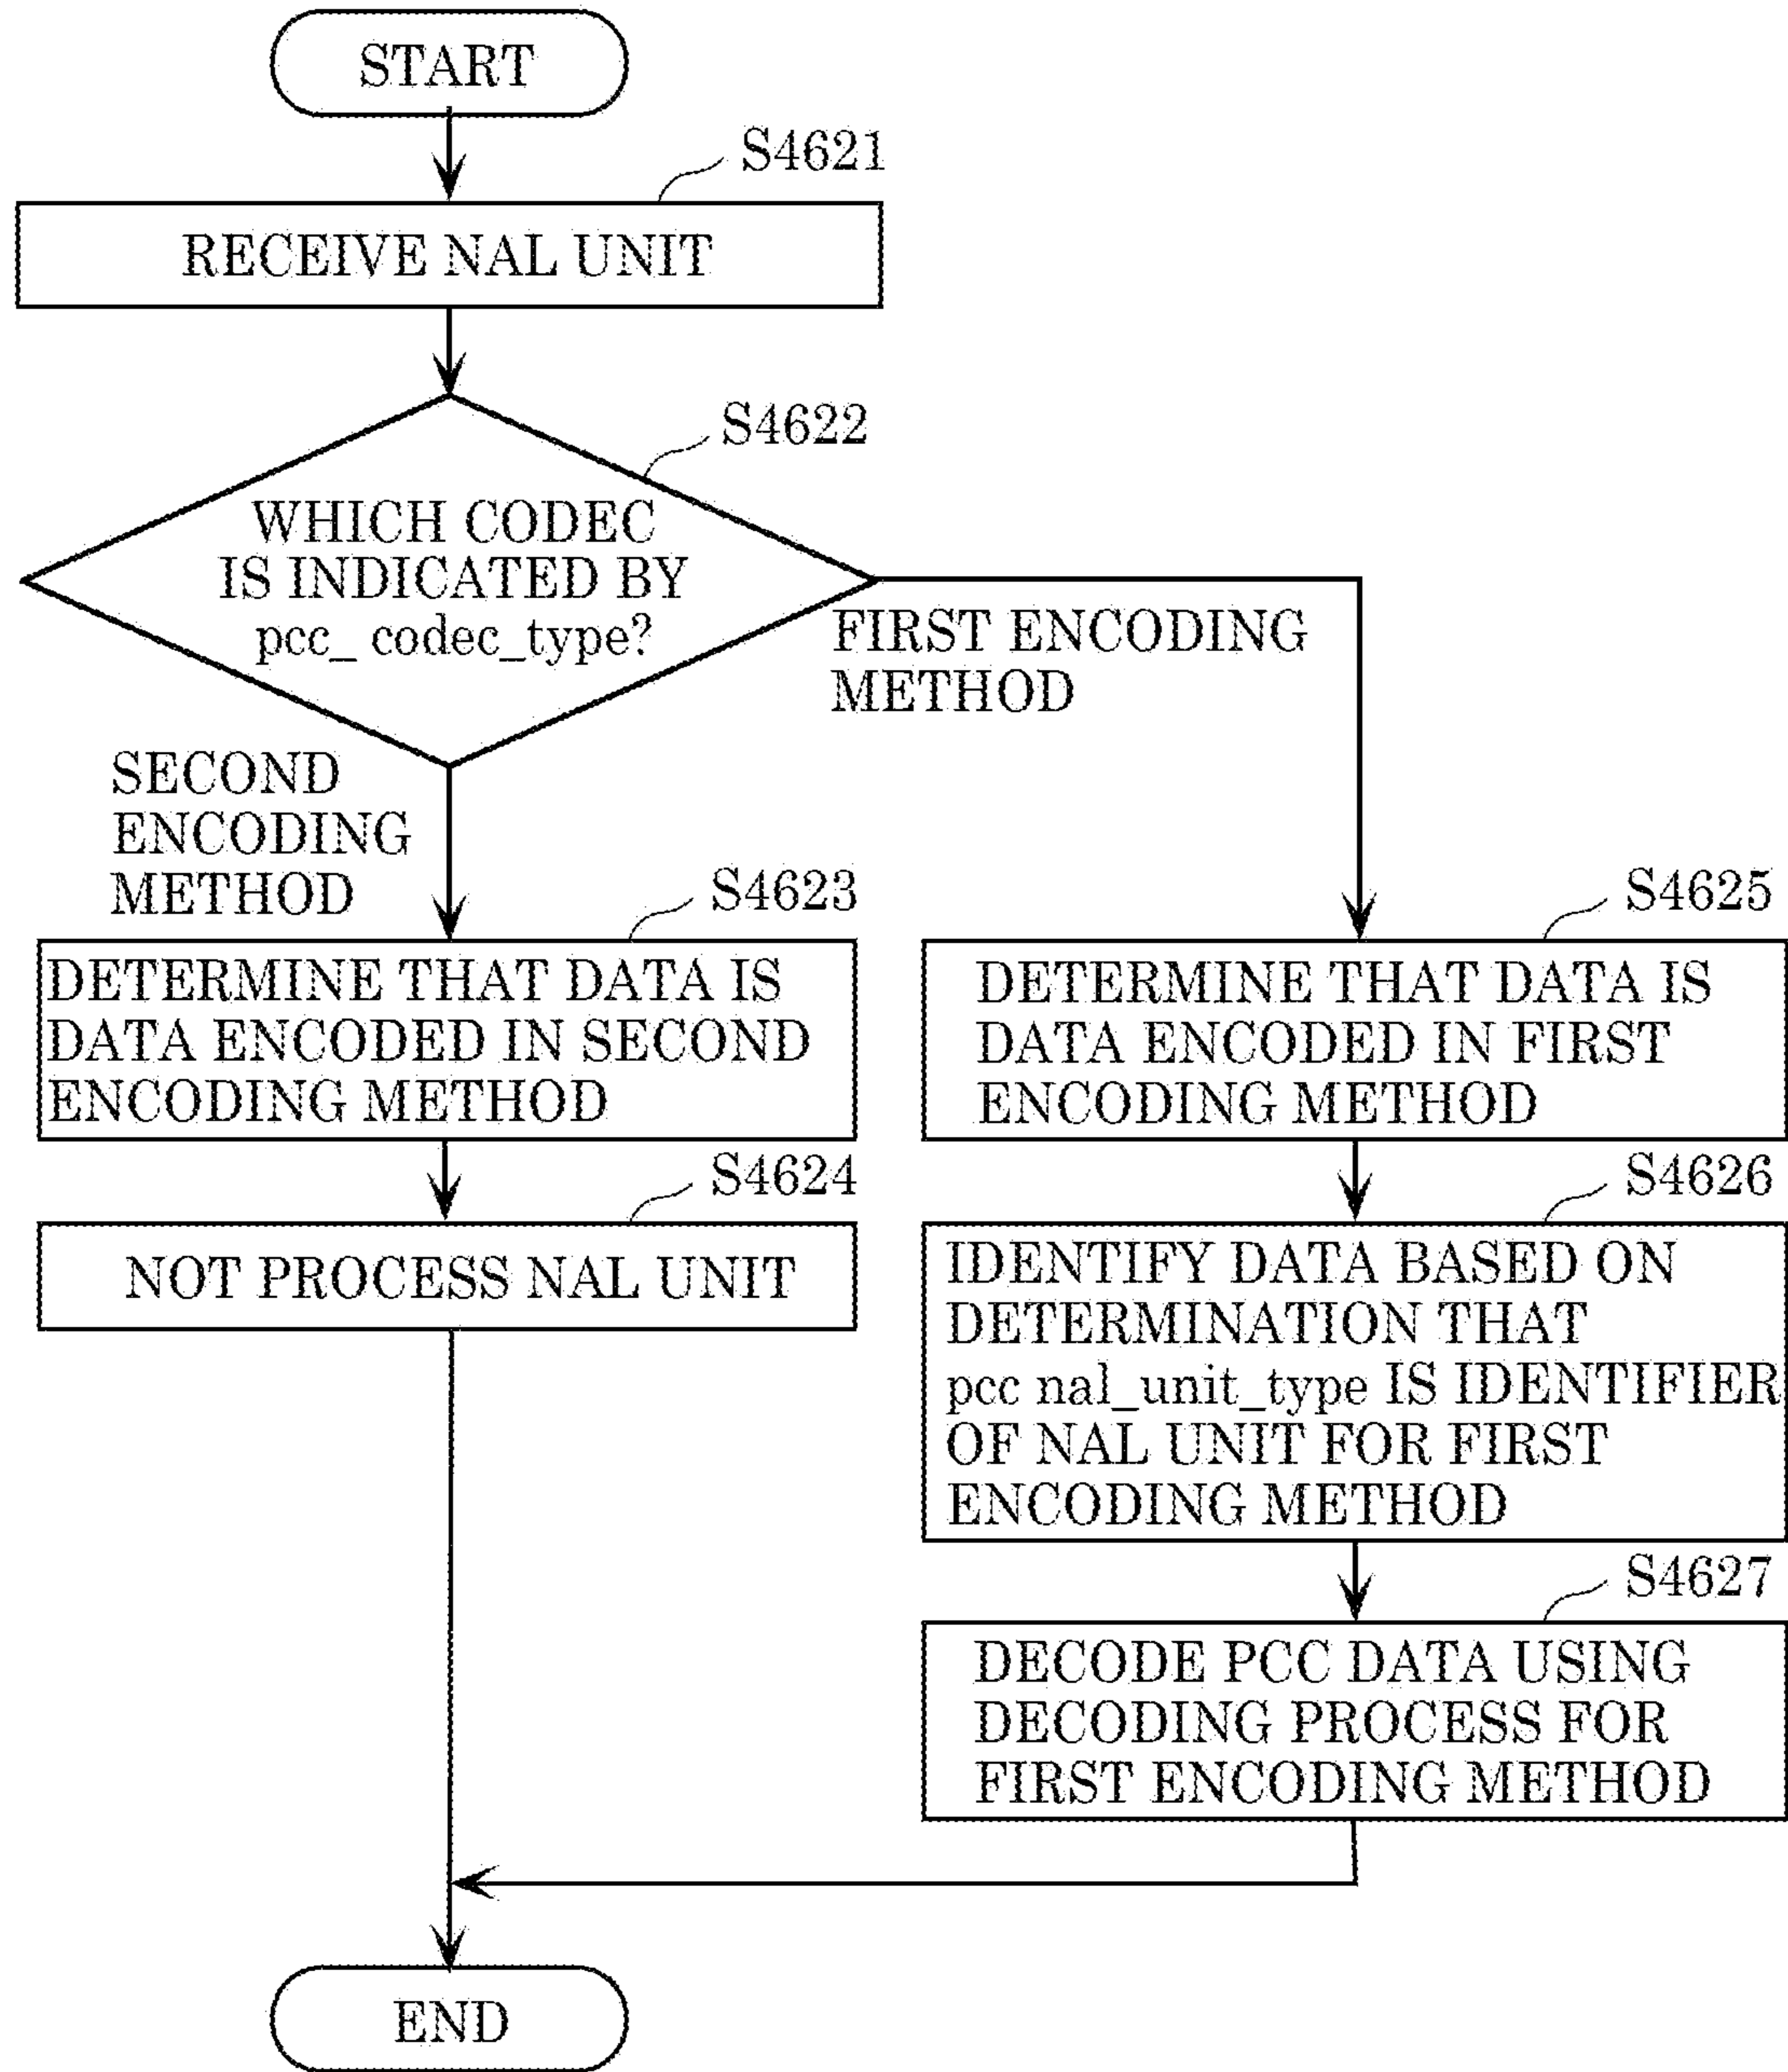 START
S4621
RECEIVE NAL UNIT
S4622
WHICH CODEC
IS INDICATED BY
pcc_ codec_type?
FIRST ENCODING
METHOD
SECOND
ENCODING
METHOD
S4623
DETERMINE THAT DATA IS
DATA ENCODED IN SECOND
ENCODING METHOD
S4624
NOT PROCESS NAL UNIT
S4625
DETERMINE THAT DATA IS
DATA ENCODED IN FIRST
ENCODING METHOD
S4626
IDENTIFY DATA BASED ON
DETERMINATION THAT
pcc nal_unit_type IS IDENTIFIER
OF NAL UNIT FOR FIRST
ENCODING METHOD
S4627
DECODE PCC DATA USING
DECODING PROCESS FOR
FIRST ENCODING METHOD
END